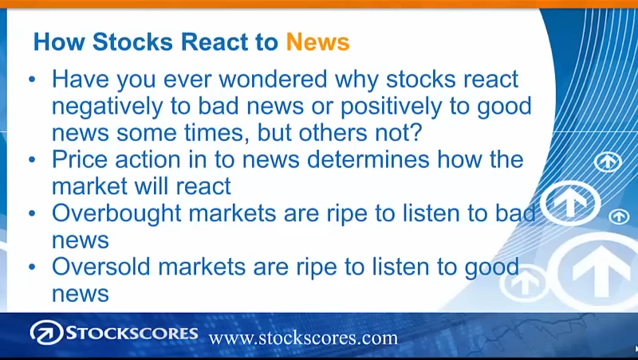 How Stocks React to News
• Have you ever wondered why stocks react
negatively to bad news or positively to good
news some times, but others not?
• Price action in to news determines how the
market will react
• Overbought markets are ripe to listen to bad
news
• Oversold markets are ripe to listen to good
news
STOCKSCORES www.stockscores.com